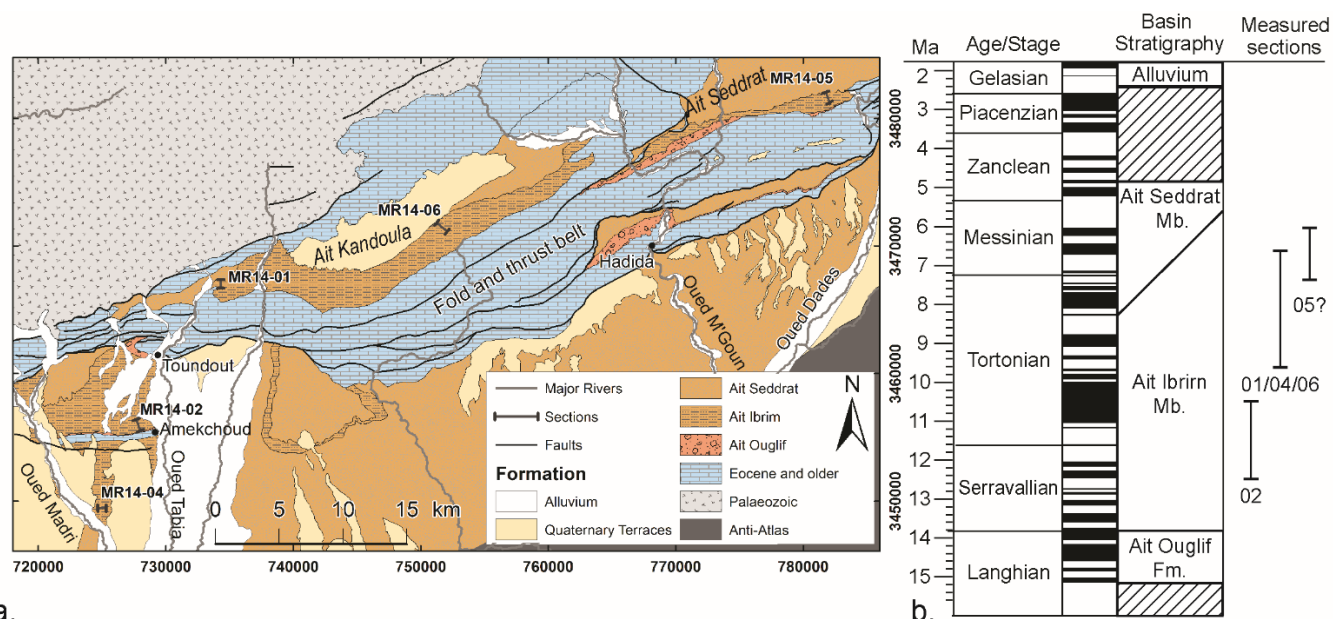 Ait Seddrat
MR14-05
MR14-06
Ait Kandoula
MR14-01
Fold and thrust belt
Hadida
Oued M'Goun
Oued Dades
Toundout
MR14-02
Amekchoud
Oued Madri
MR14-04
Oued Tabia
Major Rivers
Sections
Faults
Formation
Alluvium
Quaternary Terraces
Ait Seddrat
Ait Ibrim
Ait Ouglif
Eocene and older
Palaeozoic
Anti-Atlas
N
0 5 10 15 km
720000 730000 740000 750000 760000 770000 780000
3480000
3470000
3460000
3450000
a.
b.
Ma
Age/Stage
Basin
Stratigraphy
Measured
sections
2
3
4
5
6
7
8
9
10
11
12
13
14
15
Gelasian
Piacenzian
Zanclean
Messinian
Tortonian
Serravallian
Langhian
Alluvium
Ait Seddrat
Mb.
Ait Ibrirn
Mb.
Ait Ouglif
Fm.
05?
01/04/06
02